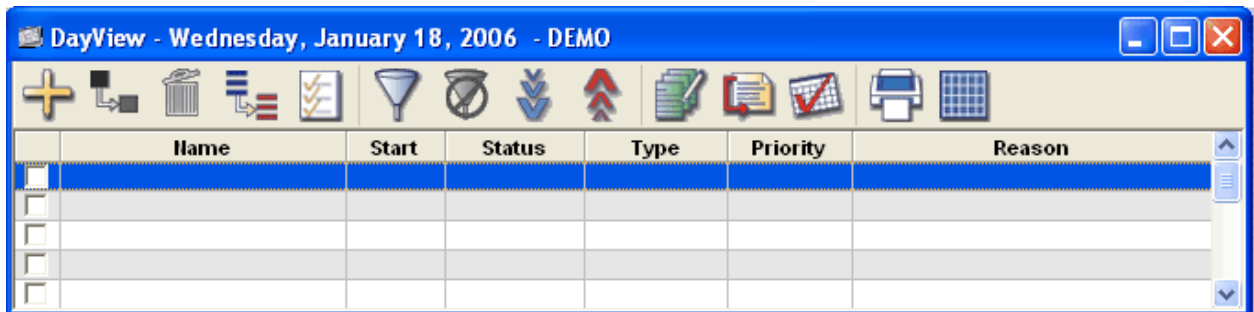 DayView - Wednesday, January 18, 2006 - DEMO
Name Start Status Type Priority Reason